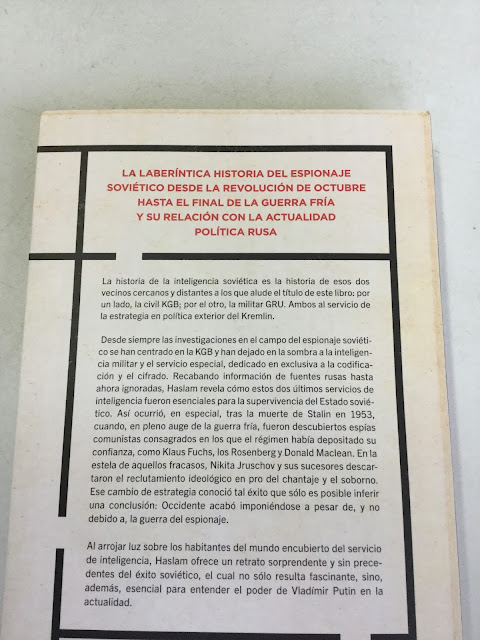 LA LABERÍNTICA HISTORIA DEL ESPIONAJE
SOVIÉTICO DESDE LA REVOLUCIÓN DE OCTUBRE
HASTA EL FINAL DE LA GUERRA FRÍA
Y SU RELACIÓN CON LA ACTUALIDAD
POLÍTICA RUSA
La historia de la inteligencia soviética es la historia de esos dos
vecinos cercanos y distantes a los que alude el título de este libro: por
un lado, la civil KGB; por el otro, la militar GRU. Ambos al servicio de
la estrategia en política exterior del Kremlin.
Desde siempre las investigaciones en el campo del espionaje soviéti-
co se han centrado en la KGB y han dejado en la sombra a la inteligen-
cia militar y el servicio especial, dedicado en exclusiva a la codifica-
ción y el cifrado. Recabando información de fuentes rusas hasta
ahora ignoradas, Haslam revela cómo estos dos últimos servicios de
inteligencia fueron esenciales para la supervivencia del Estado sovié-
tico. Así ocurrió, en especial, tras la muerte de Stalin en 1953,
cuando, en pleno auge de la guerra fría, fueron descubiertos espías
comunistas consagrados en los que el régimen había depositado su
confianza, como Klaus Fuchs, los Rosenberg y Donald Maclean. En la
estela de aquellos fracasos, Nikita Jruschov y sus sucesores descar-
taron el reclutamiento ideológico en pro del chantaje y el soborno.
Ese cambio de estrategia conoció tal éxito que sólo es posible inferir
una conclusión: Occidente acabó imponiéndose a pesar de, y no
debido a, la guerra del espionaje.
Al arrojar luz sobre los habitantes del mundo encubierto del servicio
de inteligencia, Haslam ofrece un retrato sorprendente y sin prece-
dentes del éxito soviético, el cual no sólo resulta fascinante, sino,
además, esencial para entender el poder de Vladímir Putin en la
actualidad.